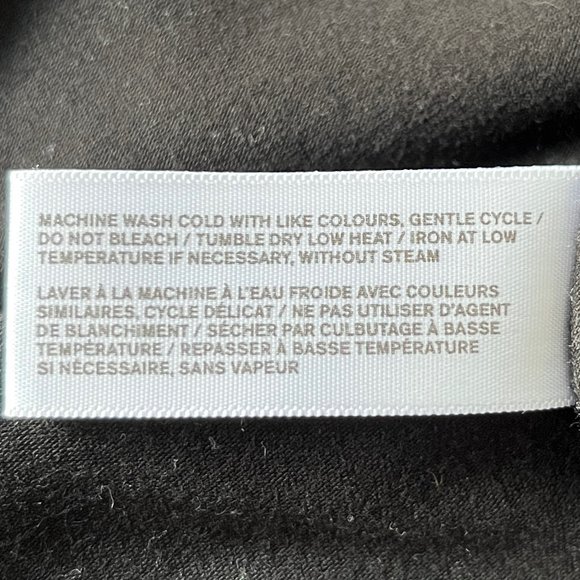 MACHINE WASH COLD WITH LIKE COLOURS, GENTLE CYCLE /
DO NOT BLEACH / TUMBLE DRY LOW HEAT / IRON AT LOW
TEMPERATURE IF NECESSARY, WITHOUT STEAM
LAVER À LA MACHINE À L'EAU FROIDE AVEC COULEURS
SIMILAIRES, CYCLE DÉLICAT / NE PAS UTILISER D'AGENT
DE BLANCHIMENT / SÉCHER PAR CULBUTAGE À BASSE
TEMPÉRATURE / REPASSER À BASSE TEMPÉRATURE
SI NÉCESSAIRE, SANS VAPEUR